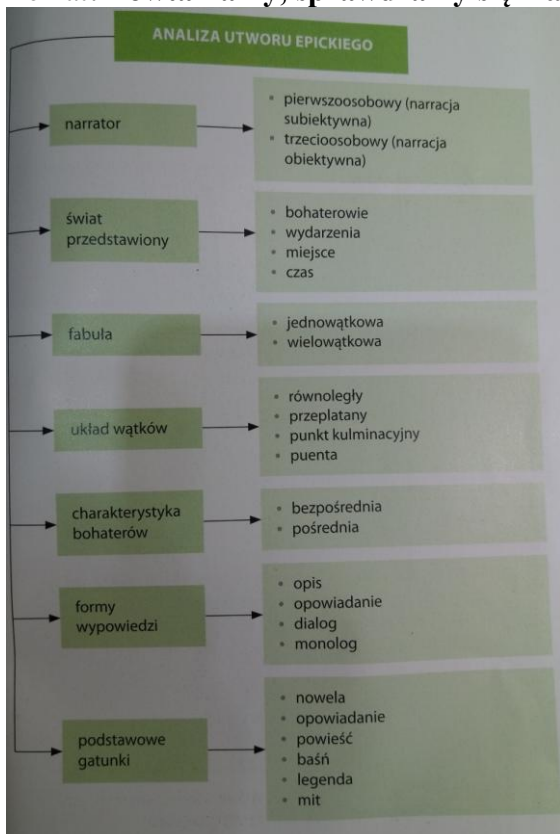 ANALIZA UTWORU EPICKIEGO
narrator
• pierwszoosobowy (narracja
subiektywna)
• trzecioosobowy (narracja
obiektywna)
świat
przedstawiony
• bohaterowie
• wydarzenia
• miejsce
• czas
fabuła
• jednowątkowa
• wielowątkowa
układ wątków
• równoległy
• przeplatany
• punkt kulminacyjny
• puenta
charakterystyka
bohaterów
• bezpośrednia
• pośrednia
formy
wypowiedzi
• opis
• opowiadanie
• dialog
• monolog
podstawowe
gatunki
• nowela
• opowiadanie
• powieść
• baśń
• legenda
• mit